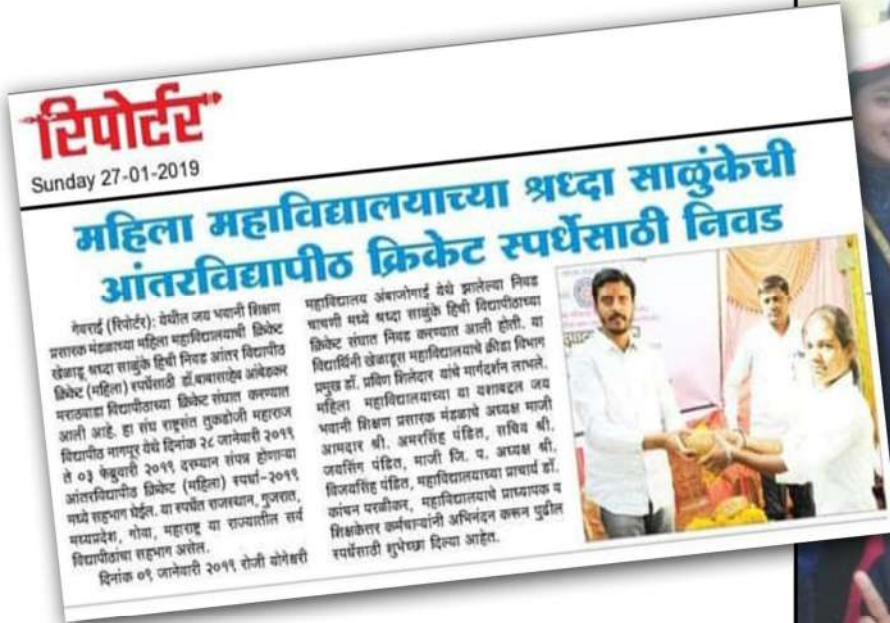 रिपोर्टर
Sunday 27-01-2019
महिला महाविद्यालयाच्या श्रध्दा साळुंकेची
आंतरविद्यापीठ क्रिकेट स्पर्धेसाठी निवड
गेवराई (रिपोर्टर): येथील जय भवानी शिक्षण
प्रसारक मंडळाच्या महिला महाविद्यालयाची क्रिकेट
खेळाडू श्रध्दा साळुंके हिची निवड आंतर विद्यापीठ
क्रिकेट (महिला) स्पर्धेसाठी डॉ.बाबासाहेब आंबेडकर
मराठवाडा विद्यापीठाच्या क्रिकेट संघात करण्यात
आली आहे. हा संघ राष्ट्रसंत तुकडोजी महाराज
विद्यापीठ नागपूर येथे दिनांक २८ जानेवारी २०१९
ते ०३ फेब्रुवारी २०१९ दरम्यान संपन्न होणाऱ्या
आंतरविद्यापीठ क्रिकेट (महिला) स्पर्धा-२०१९
मध्ये सहभाग घेईल. या स्पर्धेत राजस्थान, गुजरात,
मध्यप्रदेश, गोवा, महाराष्ट्र या राज्यातील सर्व
विद्यापीठांचा सहभाग असेल.
दिनांक ०९ जानेवारी २०१९ रोजी योगेश्वरी
महाविद्यालय अंबाजोगाई येथे झालेल्या निवड
चाचणी मध्ये श्रध्दा साळुंके हिची विद्यापीठाच्या
क्रिकेट संघात निवड करण्यात आली होती. या
विद्यार्थिनी खेळाडूस महाविद्यालयाचे क्रीडा विभाग
प्रमुख डॉ. प्रविण शिलेदार यांचे मार्गदर्शन लाभले.
महिला महाविद्यालयाच्या या यशाबद्दल जय
भवानी शिक्षण प्रसारक मंडळाचे अध्यक्ष माजी
आमदार श्री. अमरसिंह पंडित, सचिव श्री.
जयसिंग पंडित, माजी जि. प. अध्यक्ष श्री.
विजयसिंह पंडित, महाविद्यालयाच्या प्राचार्य डॉ.
कांचन परळीकर, महाविद्यालयाचे प्राध्यापक व
शिक्षकेत्तर कर्मचाऱ्यांनी अभिनंदन करून पुढील
स्पर्धेसाठी शुभेच्छा दिल्या आहेत.